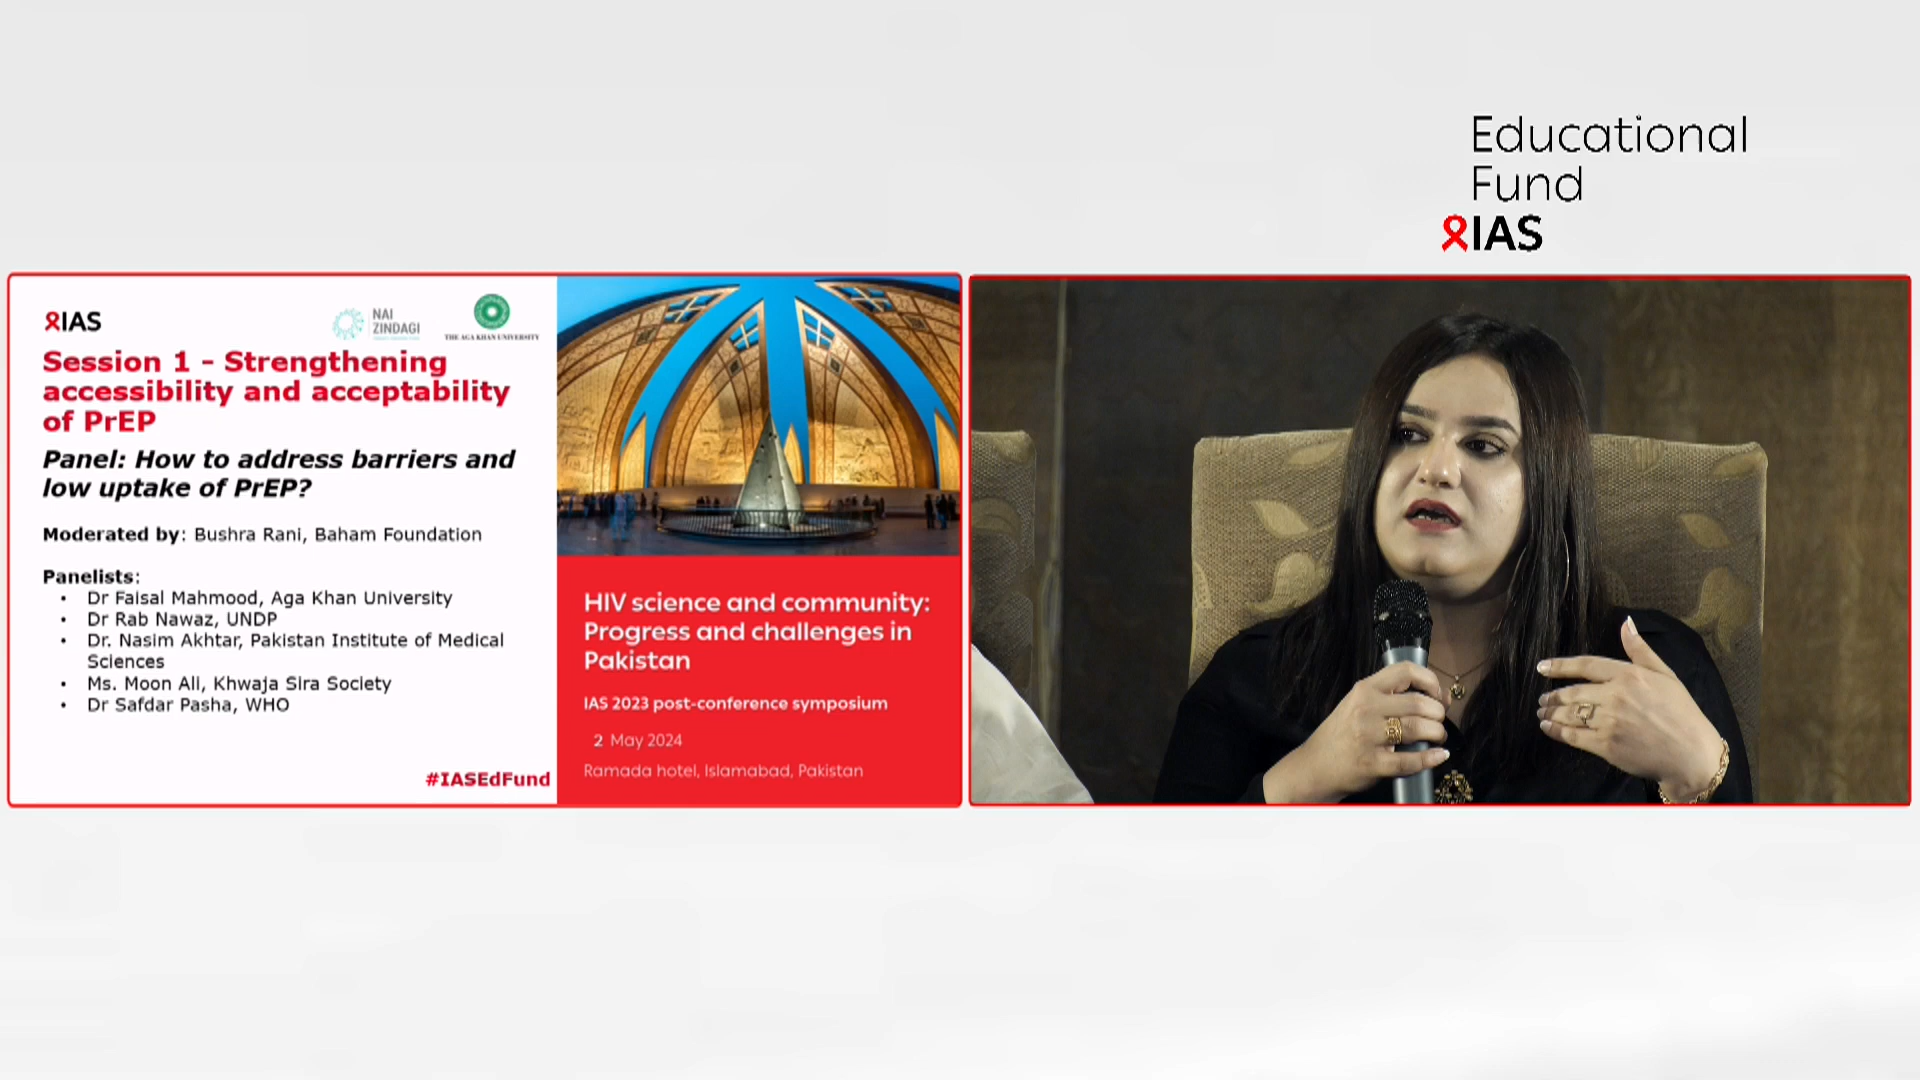 Educational
Fund
IAS
IAS
NAI
ZINDAGI
THE AGA KHAN UNIVERSITY
Session 1 - Strengthening
accessibility and acceptability
of PrEP
Panel: How to address barriers and
low uptake of PrEP?
Moderated by: Bushra Rani, Baham Foundation
Panelists:
• Dr Faisal Mahmood, Aga Khan University
• Dr Rab Nawaz, UNDP
• Dr. Nasim Akhtar, Pakistan Institute of Medical
Sciences
• Ms. Moon Ali, Khwaja Sira Society
• Dr Safdar Pasha, WHO
#IASEdFund
HIV science and community:
Progress and challenges in
Pakistan
IAS 2023 post-conference symposium
2 May 2024
Ramada hotel, Islamabad, Pakistan